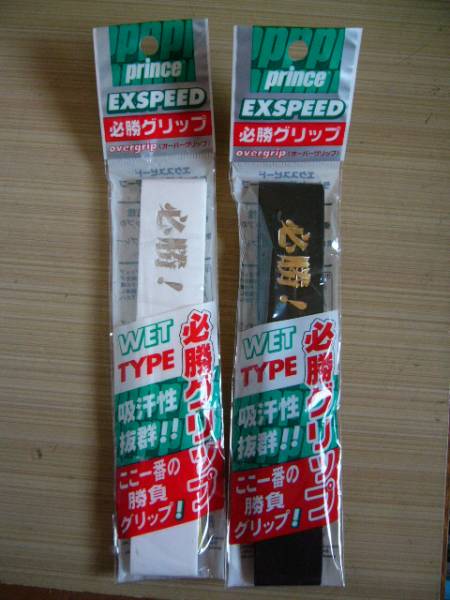 prince
EXSPEED
必勝グリップ
overgrip(オーバーグリップ)
必勝！
WET
TYPE
必勝グリップ
吸汗性
抜群!!
ここ一番の
勝負
グリップ!
prince
EXSPEED
必勝グリップ
overgrip(オーバーグリップ)
必勝！
WET
TYPE
必勝グリップ
吸汗性
抜群!!
ここ一番の
勝負
グリップ!